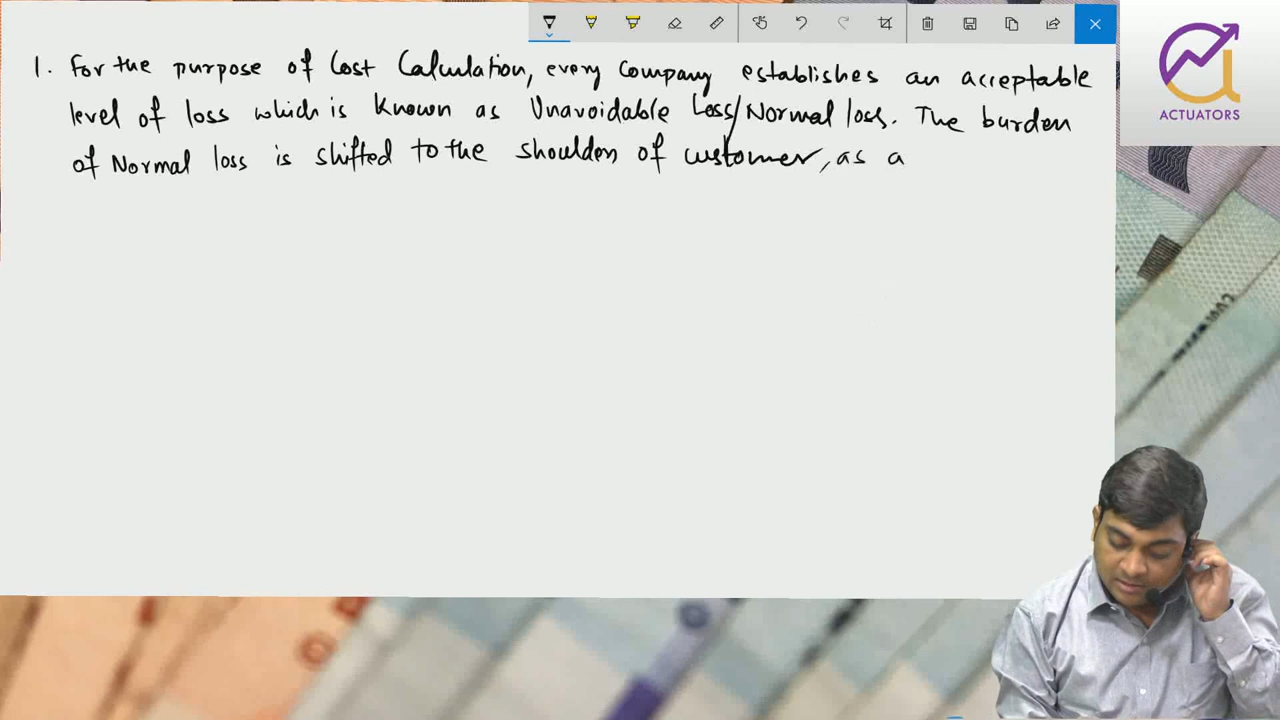 1. For the purpose of Cost Calculation, every Company establishes an acceptable
level of loss which is known as Unavoidable Loss/Normal loss. The burden
of Normal loss is shifted to the shoulder of customer, as a
ACTUATORS